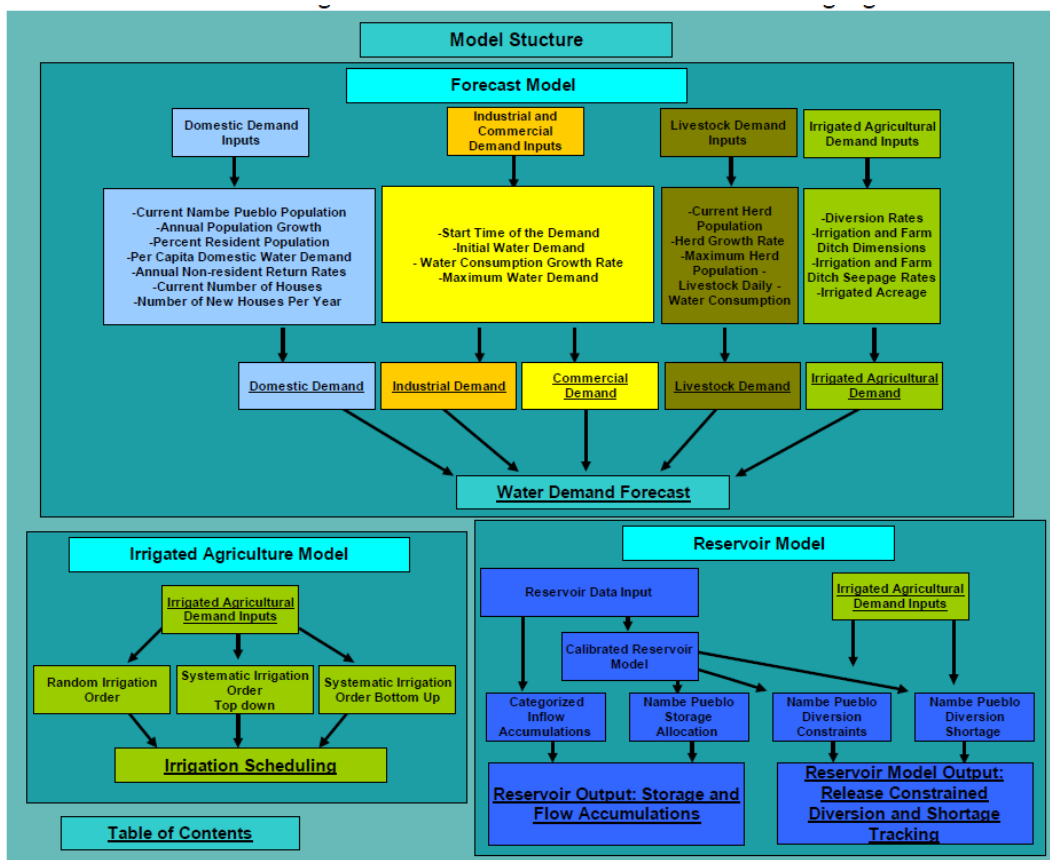 Model Stucture
Forecast Model
Domestic Demand
Inputs
Industrial and
Commercial
Demand Inputs
Livestock Demand
Inputs
Irrigated Agricultural
Demand Inputs
-Current Nambe Pueblo Population
-Annual Population Growth
-Percent Resident Population
-Per Capita Domestic Water Demand
-Annual Non-resident Return Rates
-Current Number of Houses
-Number of New Houses Per Year
-Start Time of the Demand
-Initial Water Demand
- Water Consumption Growth Rate
-Maximum Water Demand
-Current Herd
Population
-Herd Growth Rate
-Maximum Herd
Population -
Livestock Daily -
Water Consumption
-Diversion Rates
-Irrigation and Farm
Ditch Dimensions
-Irrigation and Farm
Ditch Seepage Rates
-Irrigated Acreage
Domestic Demand
Industrial Demand
Commercial
Demand
Livestock Demand
Irrigated Agricultural
Demand
Water Demand Forecast
Irrigated Agriculture Model
Irrigated Agricultural
Demand Inputs
Random Irrigation
Order
Systematic Irrigation
Order
Top down
Systematic Irrigation
Order Bottom Up
Irrigation Scheduling
Table of Contents
Reservoir Model
Reservoir Data Input
Irrigated Agricultural
Demand Inputs
Calibrated Reservoir
Model
Categorized
Inflow
Accumulations
Nambe Pueblo
Storage
Allocation
Nambe Pueblo
Diversion
Constraints
Nambe Pueblo
Diversion
Shortage
Reservoir Output: Storage and
Flow Accumulations
Reservoir Model Output:
Release Constrained
Diversion and Shortage
Tracking